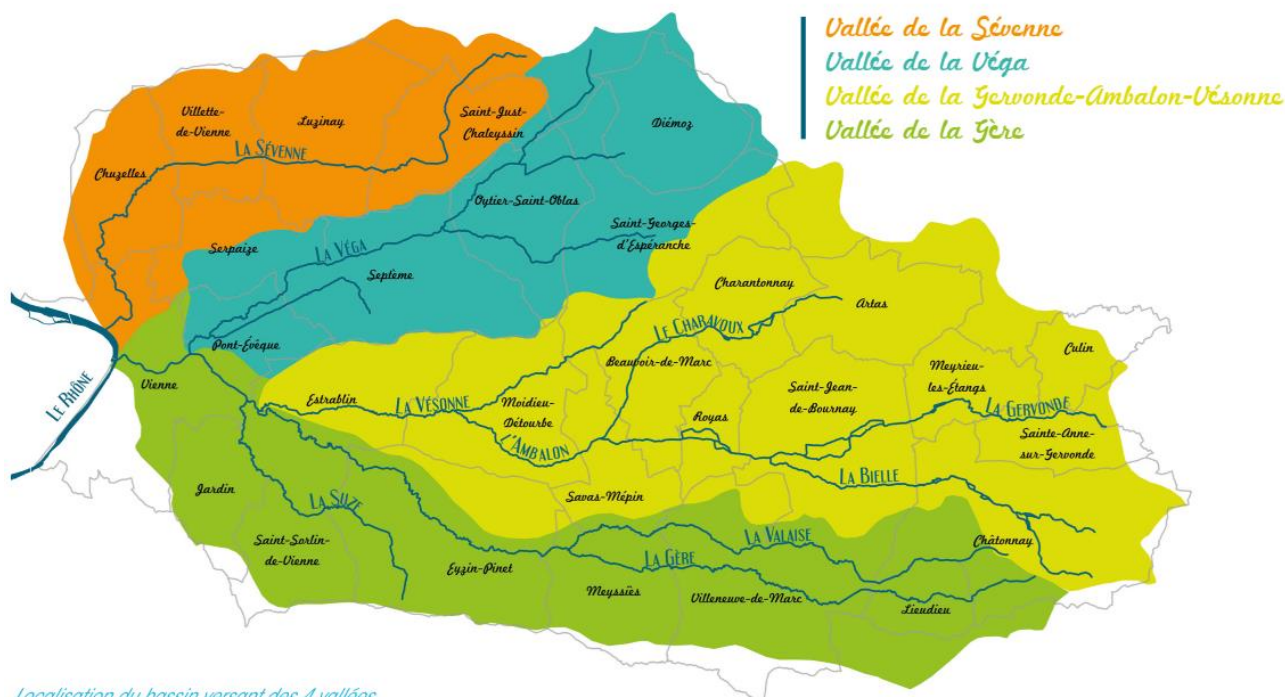 Vallée de la Sévenne
Vallée de la Véga
Vallée de la Gervonde-Ambalon-Vésonne
Vallée de la Gère
Villette-
de-Vienne
Luzinay
Saint-Just-
Chaleyssin
Diémoz
LA SÉVENNE
Chuzelles
Oytier-Saint-Oblas
Serpaize
LA VÉGA
Septème
Saint-Georges-
d'Espéranche
Charantonnay
Artas
LE CHARAVOUX
Pont-Évêque
Beauvoir-de-Marc
Culin
LE RHÔNE
Vienne
Meyrieu-
les-Étangs
Estrablin
LA VÉSONNE
Moidieu-
Détourbe
Royas
Saint-Jean-
de-Bournay
LA GERVONDE
L'AMBALON
Sainte-Anne-
sur-Gervonde
LA BIELLE
Jardin
LA SUZE
Savas-Mépin
Saint-Sorlin-
de-Vienne
LA VALAISE
Châtonnay
Eyzin-Pinet
LA GÈRE
Meyssiès
Villeneuve-de-Marc
Lieudieu
Localisation du bassin versant des 4 vallées